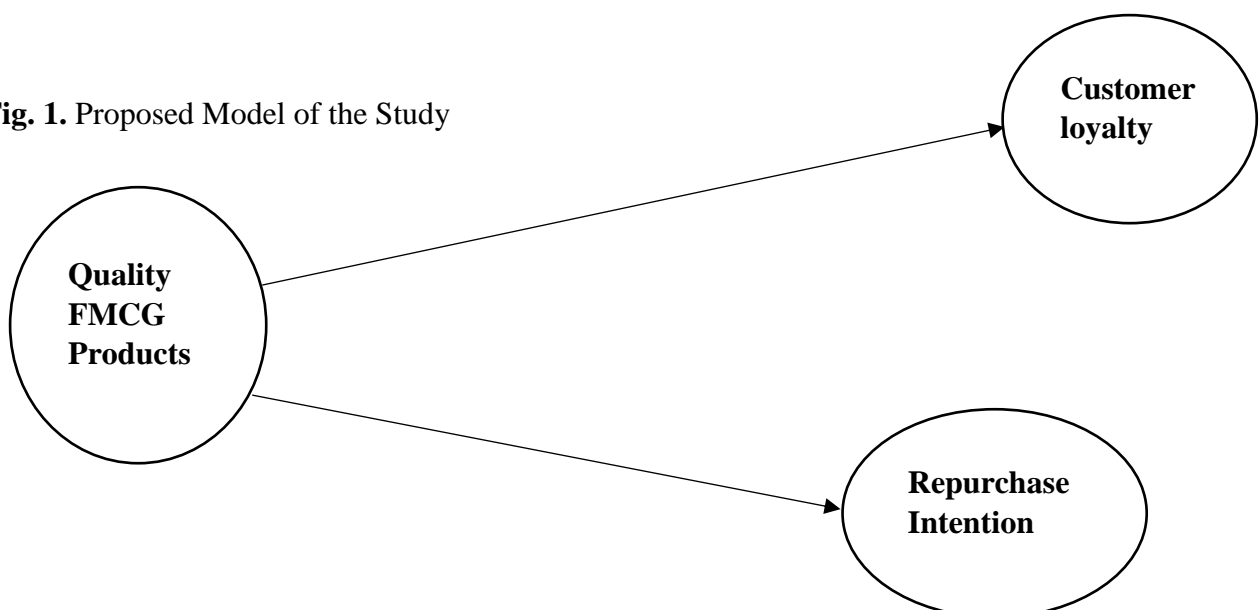 ig. 1. Proposed Model of the Study
Customer
loyalty
Quality
FMCG
Products
Repurchase
Intention